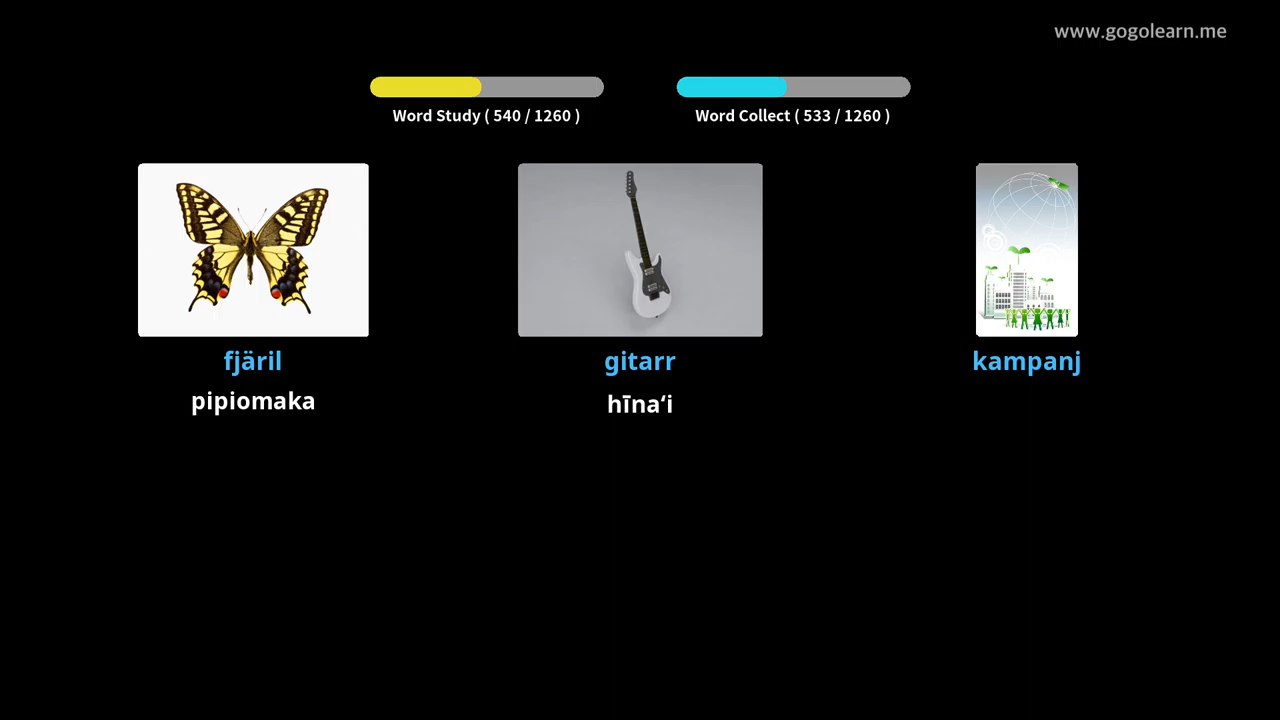 www.gogolearn.me
Word Study ( 540 / 1260 )
Word Collect ( 533 / 1260 )
fjäril
gitarr
kampanj
pipiomaka
hīnaʻi